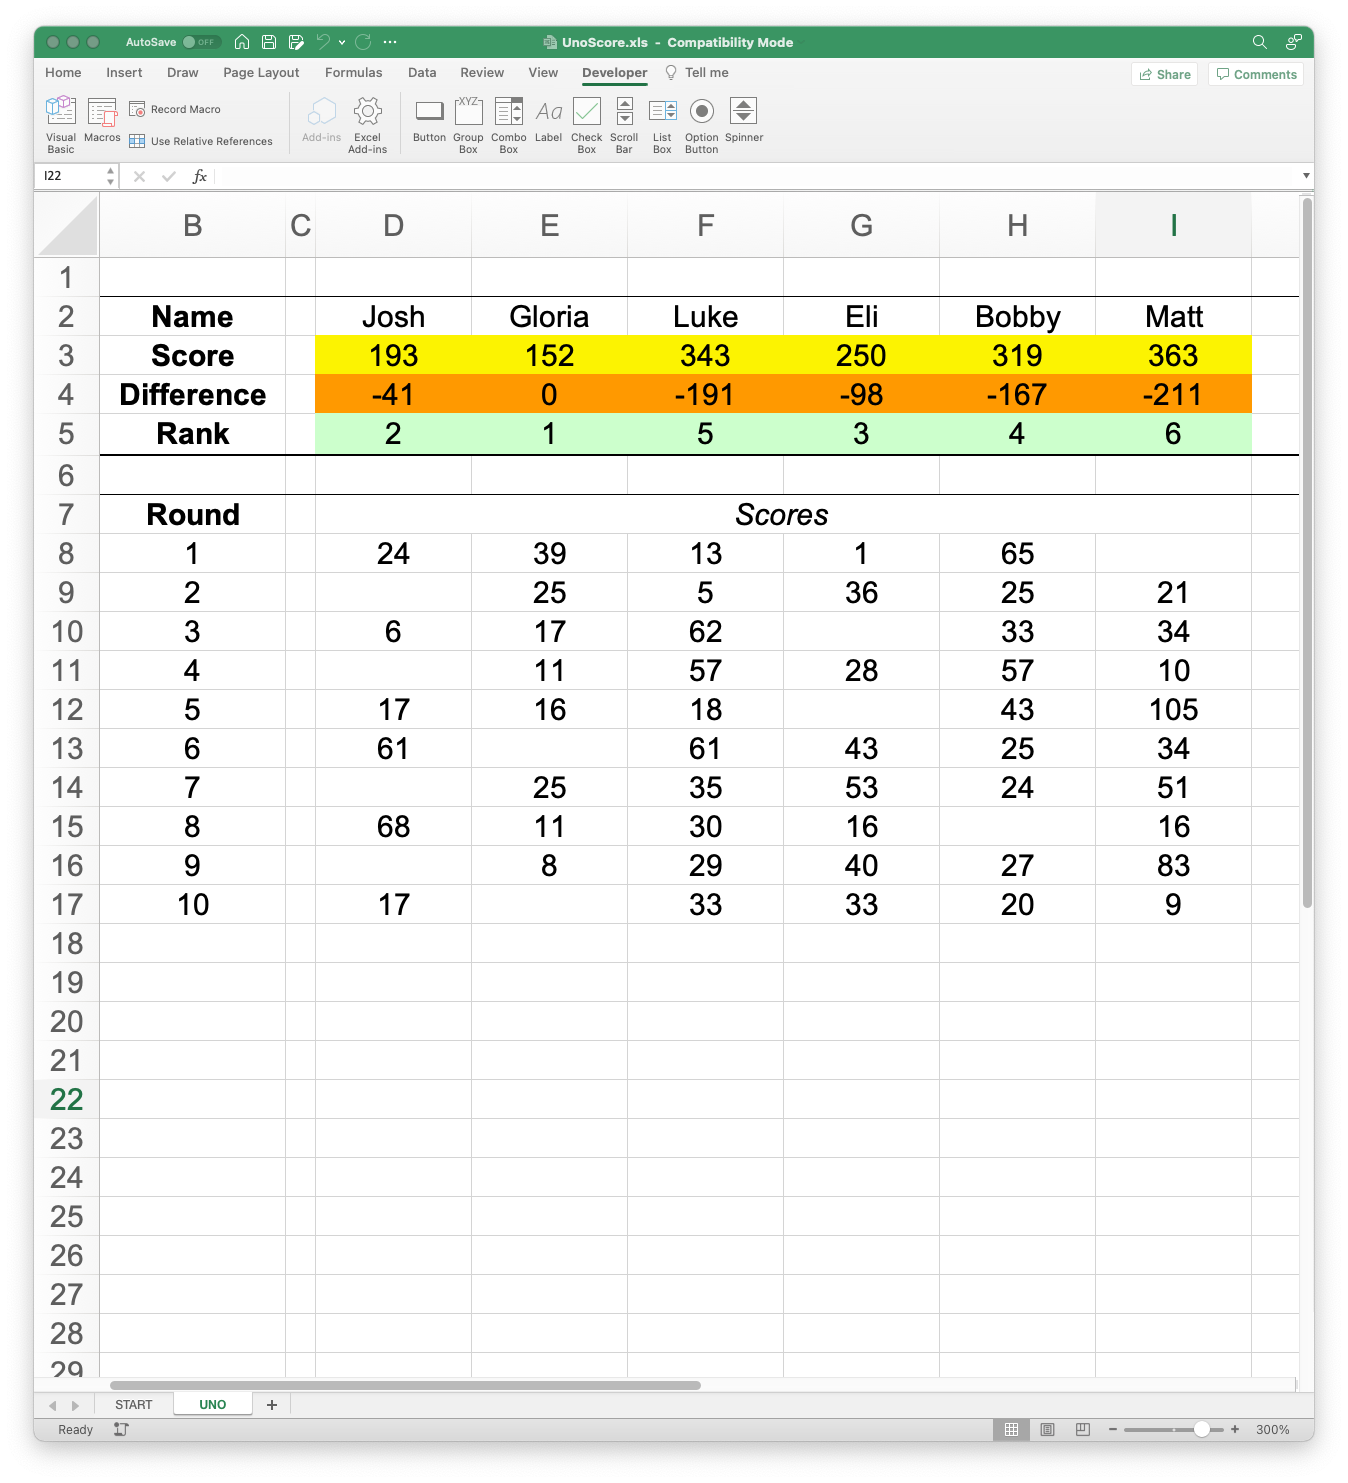 AutoSave OFF UnoScore.xls - Compatibility Mode
Home Insert Draw Page Layout Formulas Data Review View Developer Tell me Share Comments
Visual Basic Macros Record Macro Use Relative References Add-ins Excel Add-ins Button XYZ Group Box Combo Box Aa Label Check Box Scroll Bar List Box Option Button Spinner
I22 fx
B C D E F G H I
1
2 Name Josh Gloria Luke Eli Bobby Matt
3 Score 193 152 343 250 319 363
4 Difference -41 0 -191 -98 -167 -211
5 Rank 2 1 5 3 4 6
6
7 Round Scores
8 1 24 39 13 1 65
9 2 25 5 36 25 21
10 3 6 17 62 33 34
11 4 11 57 28 57 10
12 5 17 16 18 43 105
13 6 61 61 43 25 34
14 7 25 35 53 24 51
15 8 68 11 30 16 16
16 9 8 29 40 27 83
17 10 17 33 33 20 9
18
19
20
21
22
23
24
25
26
27
28
29
START UNO +
Ready - + 300%